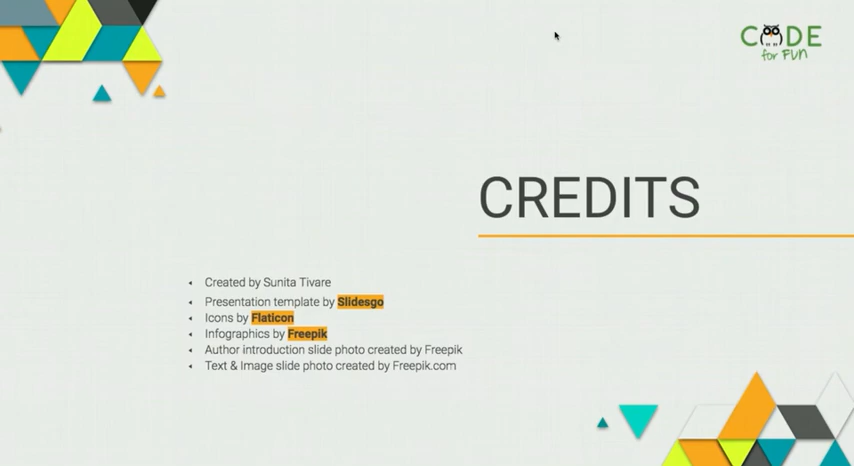 CODE
for FUN
CREDITS
Created by Sunita Tivare
Presentation template by Slidesgo
Icons by Flaticon
Infographics by Freepik
Author introduction slide photo created by Freepik
Text & Image slide photo created by Freepik.com